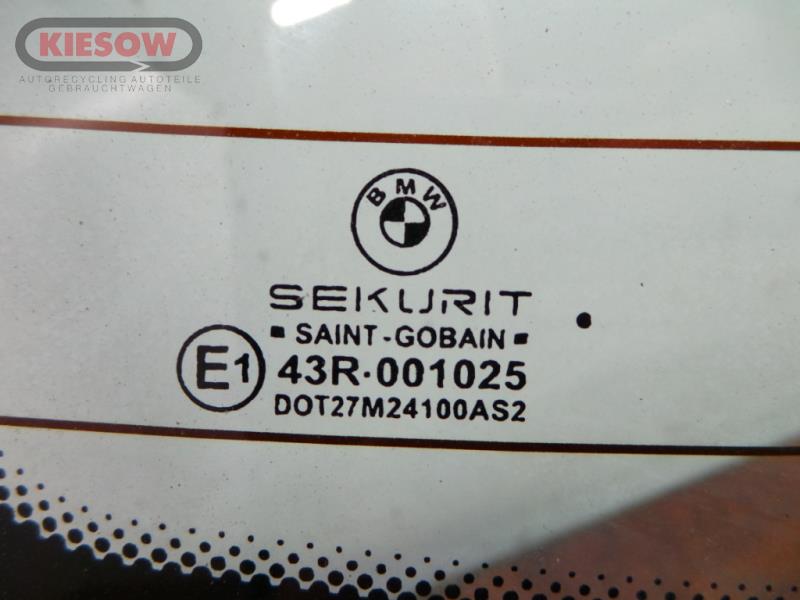 KIESOW
AUTORECYCLING AUTOTEILE
GEBRAUCHTWAGEN
BMW
SEKURIT
SAINT-GOBAIN
E1 43R·001025
DOT27M24100AS2